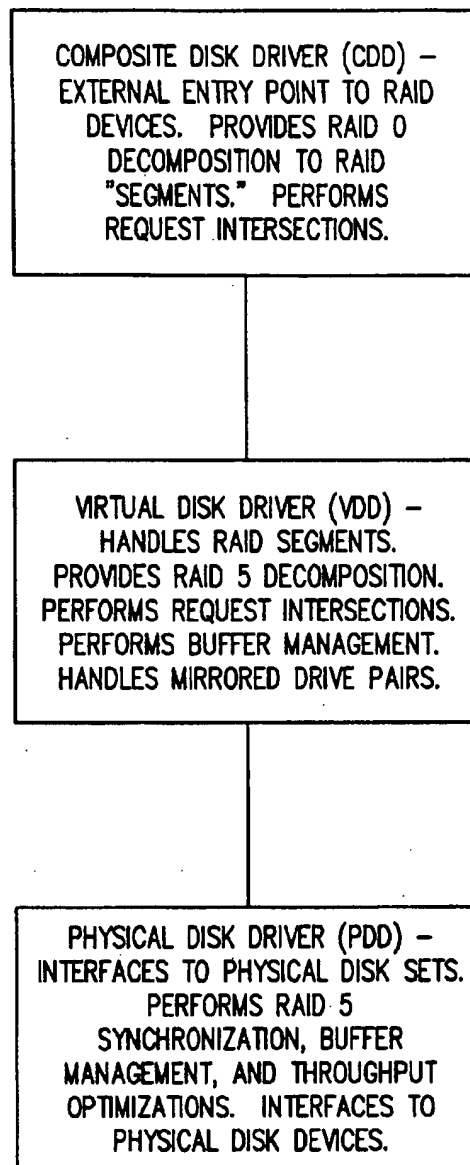 COMPOSITE DISK DRIVER (CDD) –
EXTERNAL ENTRY POINT TO RAID
DEVICES. PROVIDES RAID 0
DECOMPOSITION TO RAID
"SEGMENTS." PERFORMS
REQUEST INTERSECTIONS.
VIRTUAL DISK DRIVER (VDD) –
HANDLES RAID SEGMENTS.
PROVIDES RAID 5 DECOMPOSITION.
PERFORMS REQUEST INTERSECTIONS.
PERFORMS BUFFER MANAGEMENT.
HANDLES MIRRORED DRIVE PAIRS.
PHYSICAL DISK DRIVER (PDD) –
INTERFACES TO PHYSICAL DISK SETS.
PERFORMS RAID 5
SYNCHRONIZATION, BUFFER
MANAGEMENT, AND THROUGHPUT
OPTIMIZATIONS. INTERFACES TO
PHYSICAL DISK DEVICES.